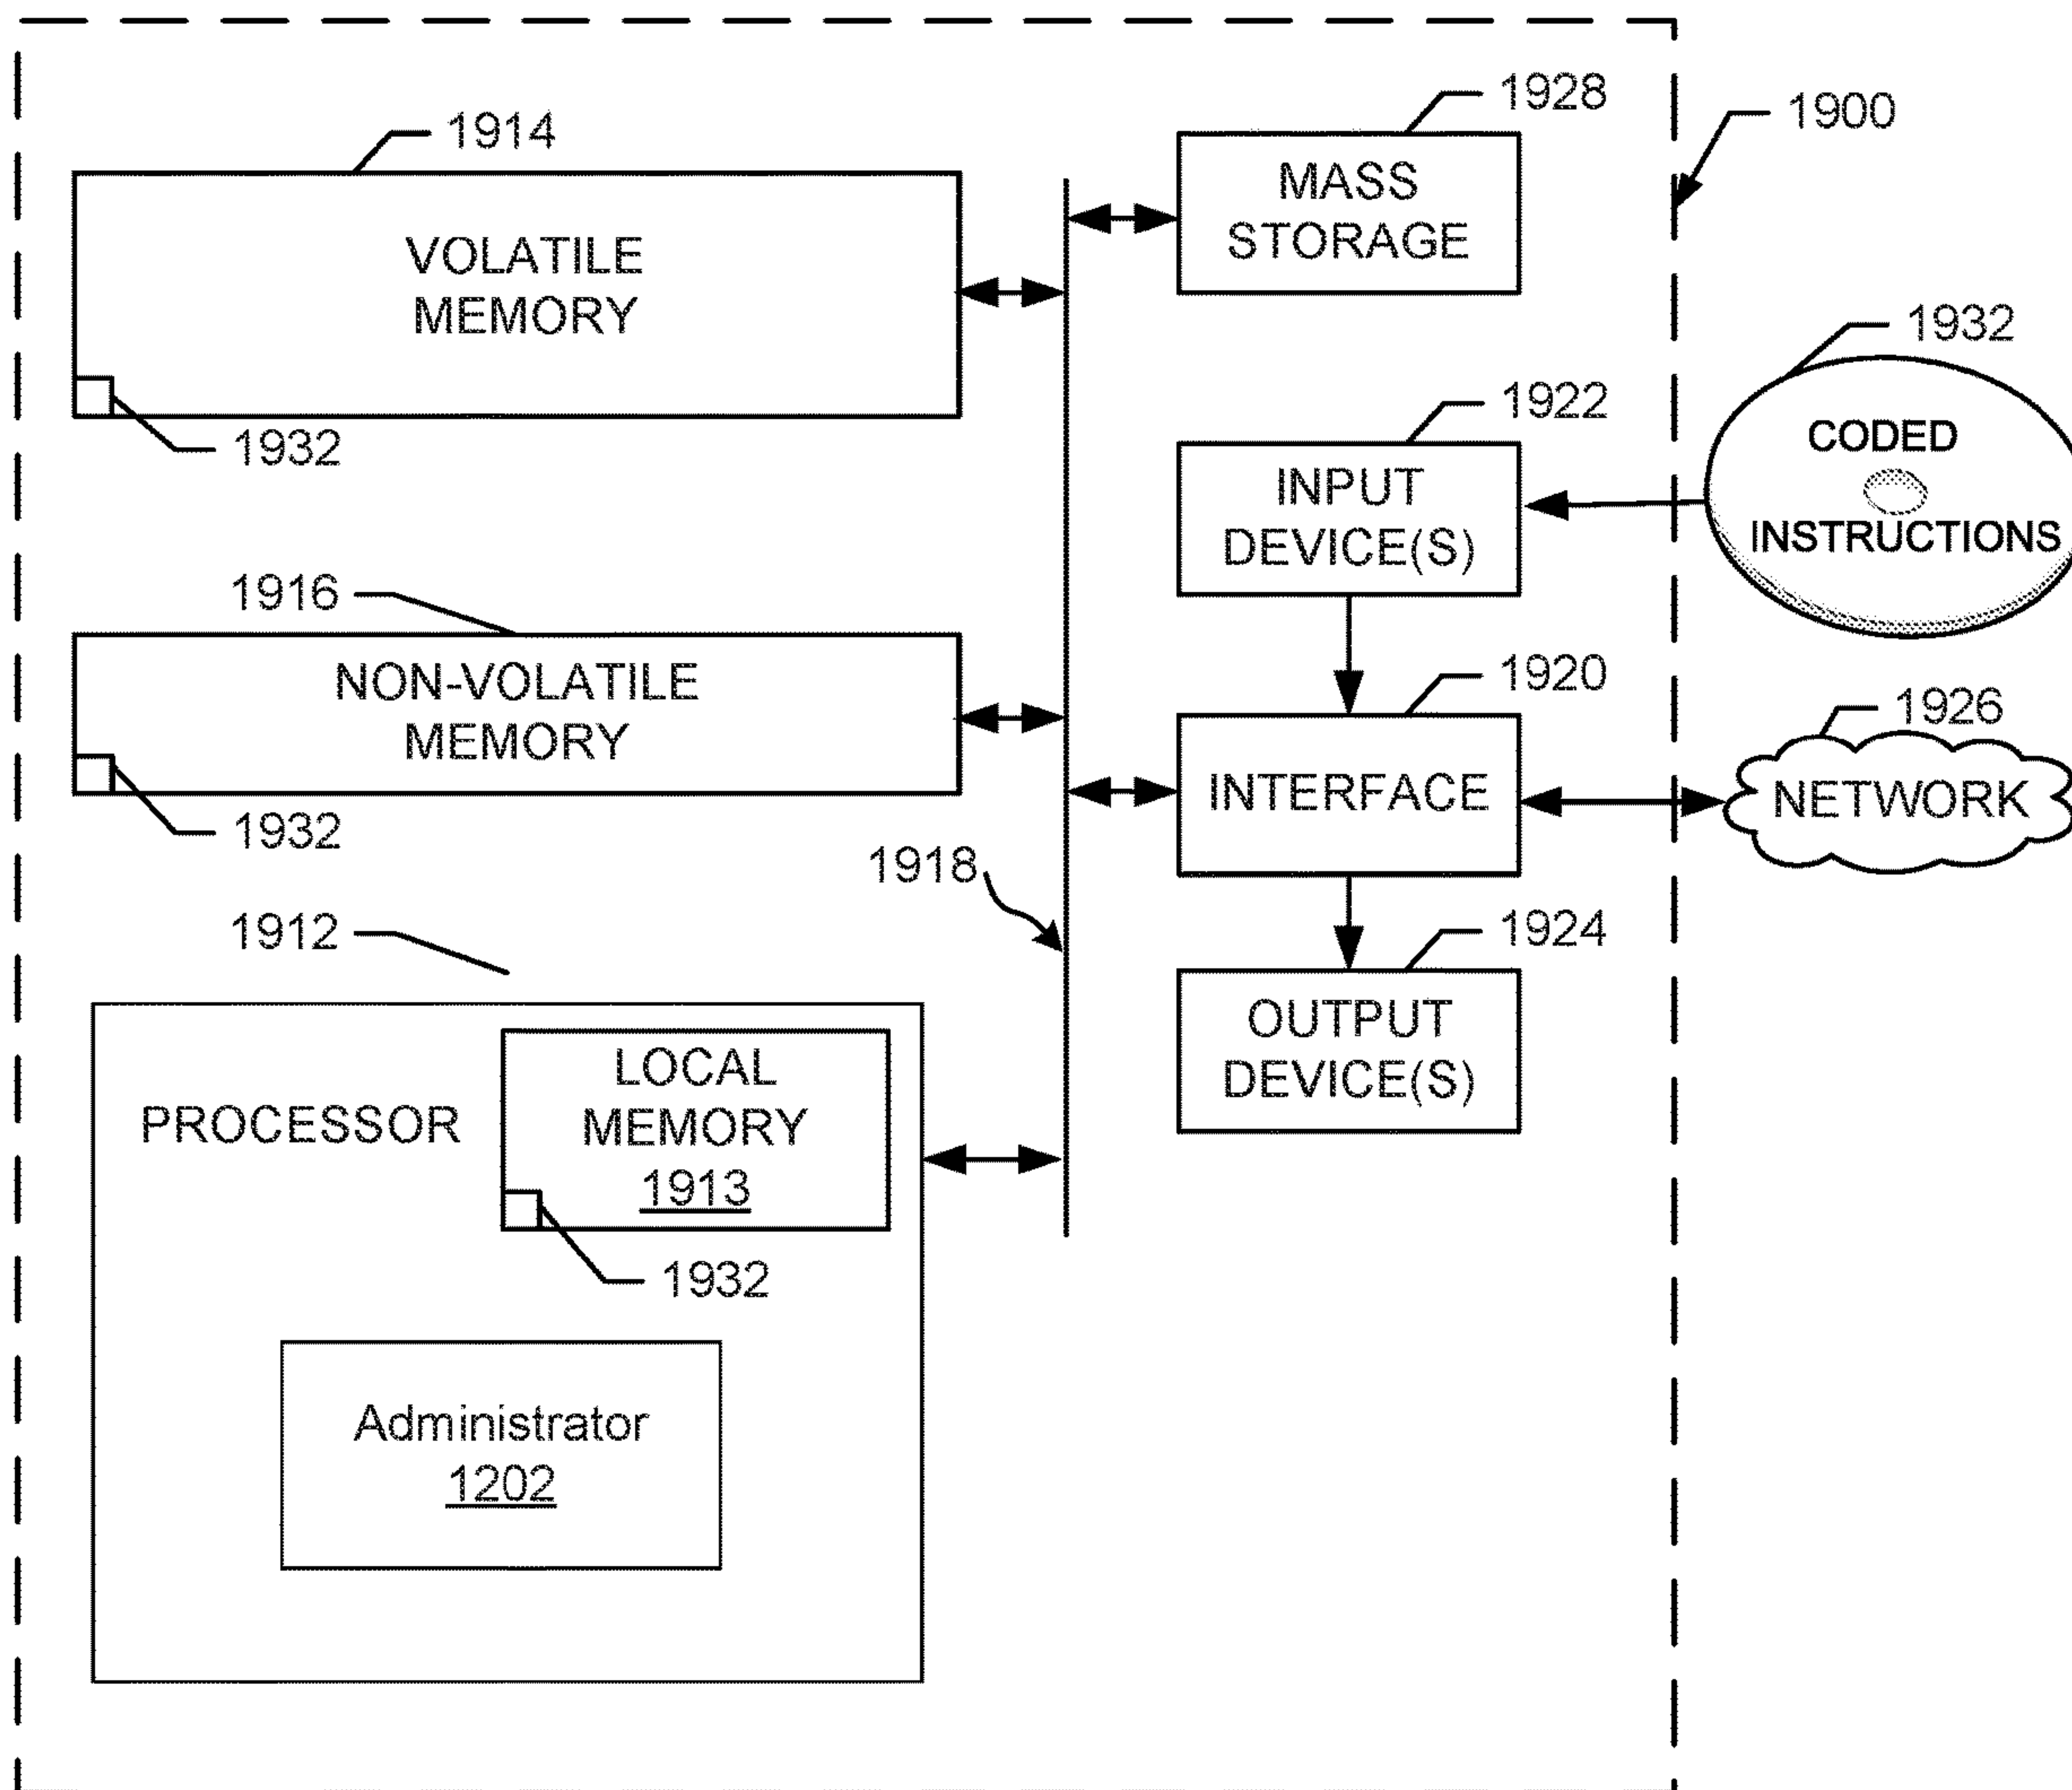 1914
VOLATILE
MEMORY
1932
1916
NON-VOLATILE
MEMORY
1932
1918
1912
PROCESSOR
LOCAL
MEMORY
1913
1932
Administrator
1202
1928
MASS
STORAGE
1900
1922
INPUT
DEVICE(S)
1932
CODED
INSTRUCTIONS
1920
INTERFACE
1926
NETWORK
1924
OUTPUT
DEVICE(S)